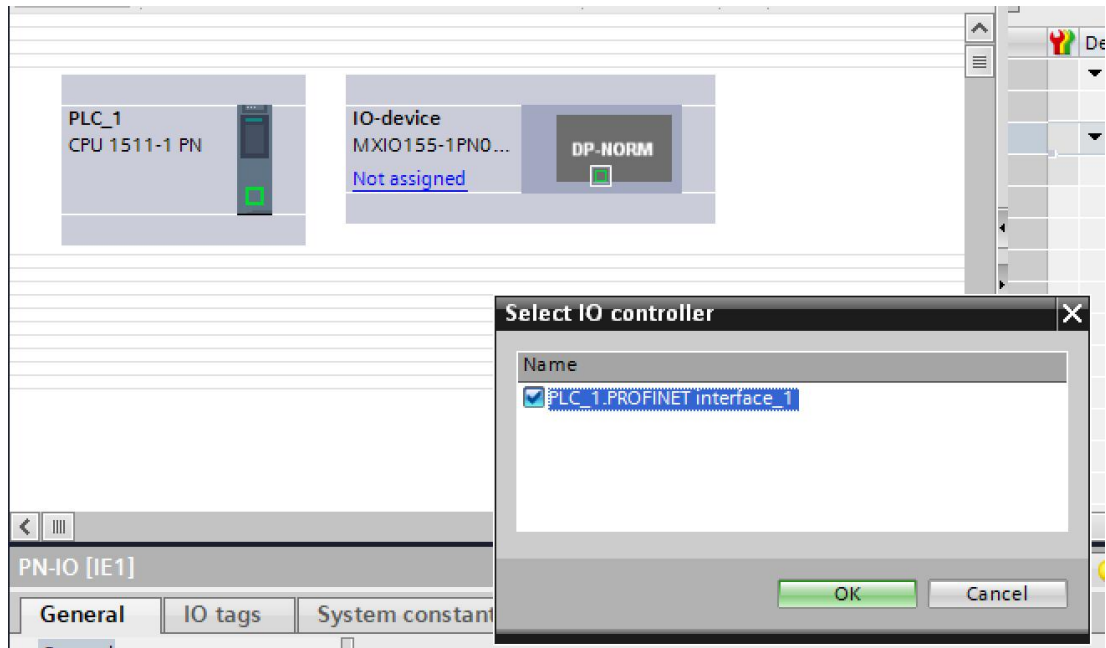 De
PLC_1
CPU 1511-1 PN
IO-device
MXIO155-1PN0...
Not assigned
DP-NORM
Select IO controller
Name
PLC_1.PROFINET interface_1
OK
Cancel
PN-IO [IE1]
General
IO tags
System constant